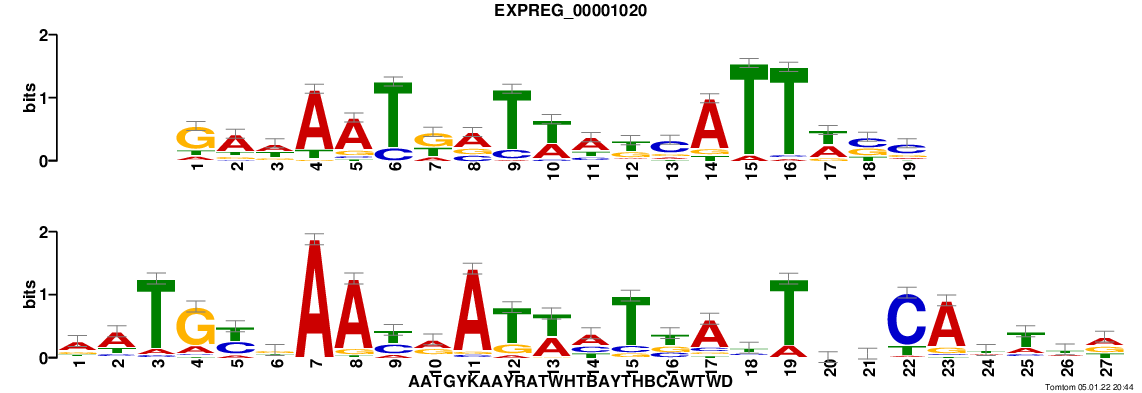 EXPREG_00001020
2
1
0
bits
1 2 3 4 5 6 7 8 9 10 11 12 13 14 15 16 17 18 19
2
1
0
bits
1 2 3 4 5 6 7 8 9 10 11 12 13 14 15 16 17 18 19 20 21 22 23 24 25 26 27
AATGYKAAYRATWHTBAYTHBCAWTWD
Tomtom 05.01.22 20:44